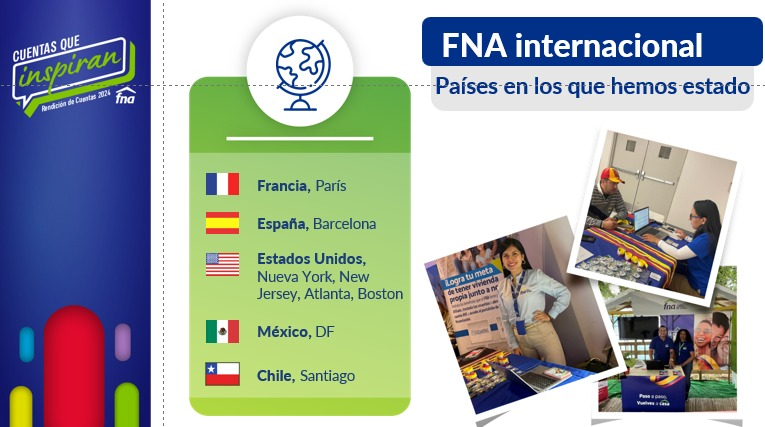 CUENTAS QUE
inspiran
Rendición de Cuentas 2024
fna
FNA internacional
Países en los que hemos estado
Francia, París
España, Barcelona
Estados Unidos,
Nueva York, New
Jersey, Atlanta, Boston
México, DF
Chile, Santiago
¡Logra tu meta
de tener vivienda
propia junto a no
fna
Paso a paso,
Vuelves a casa